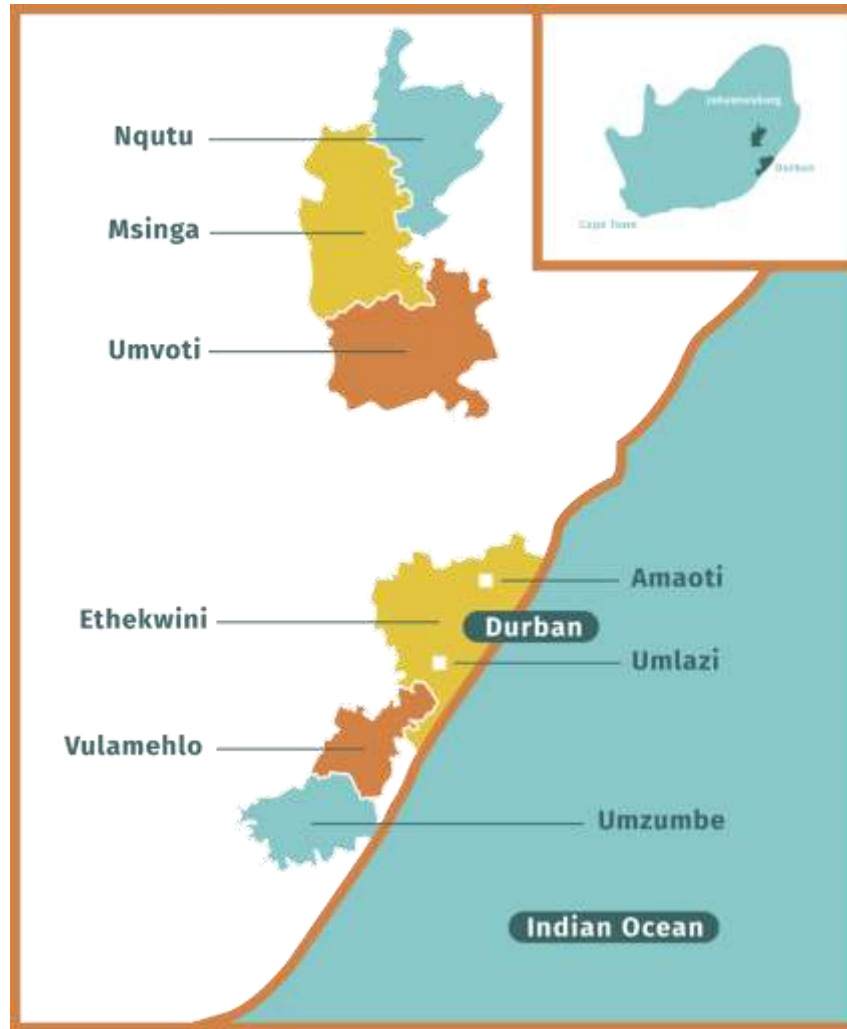 Nqutu
Johannesburg
Durban
Msinga
Cape Town
Umvoti
Amaoti
Ethekwini
Durban
Umlazi
Vulamehlo
Umzumbe
Indian Ocean